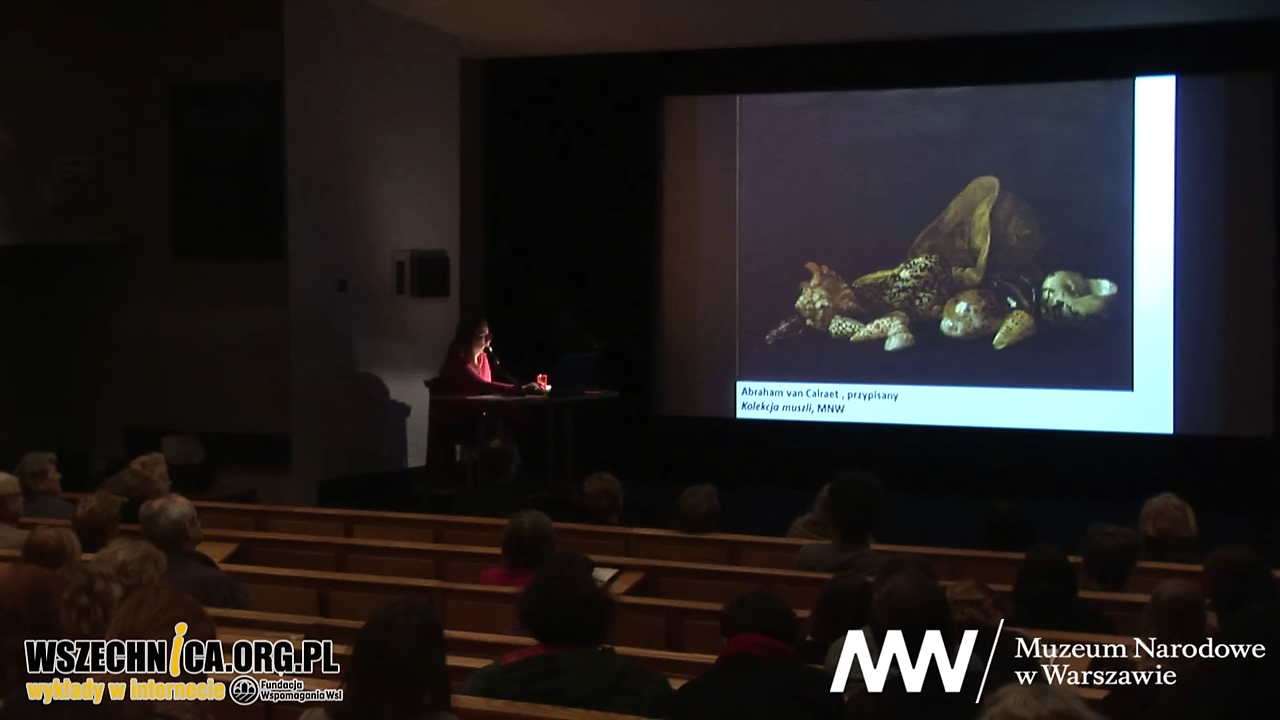 Abraham van Calraet , przypisany
Kolekcja muszli, MNW
WSZECHNICA.ORG.PL
wykłady w Internecie
Fundacja
Wspomagania Wsi
MNW
Muzeum Narodowe
w Warszawie